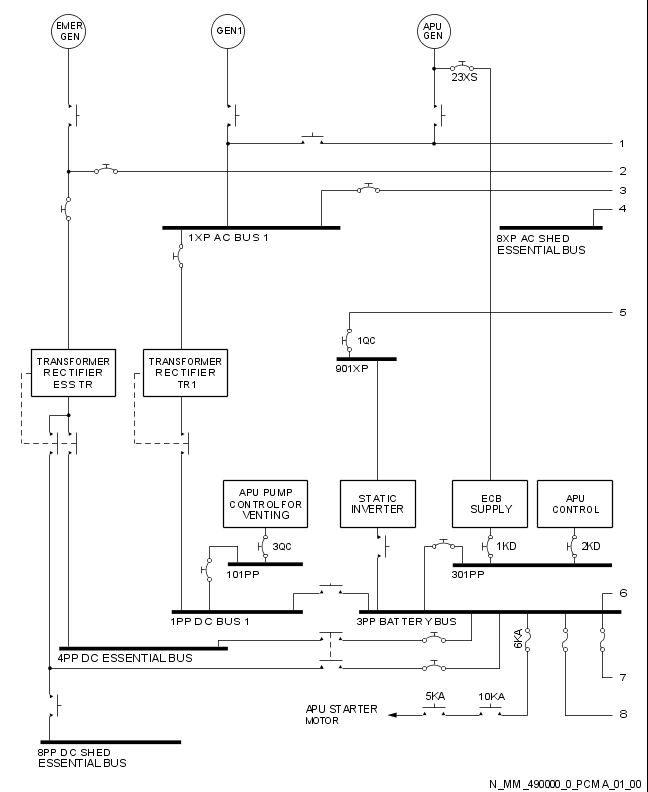 EMER
GEN
GEN1
APU
GEN
23XS
1
2
3
4
1XP AC BUS 1
8XP AC SHED
ESSENTIAL BUS
5
1QC
901XP
TRANSFORMER
RECTIFIER
ESS TR
TRANSFORMER
RECTIFIER
TR1
APU PUMP
CONTROL FOR
VENTING
STATIC
INVERTER
ECB
SUPPLY
APU
CONTROL
3QC
1KD
2KD
101PP
301PP
6
1PP DC BUS 1
3PP BATTERY BUS
6KA
4PP DC ESSENTIAL BUS
7
5KA
10KA
APU STARTER
MOTOR
8
8PP DC SHED
ESSENTIAL BUS
N_MM_490000_0_PCMA_01_00